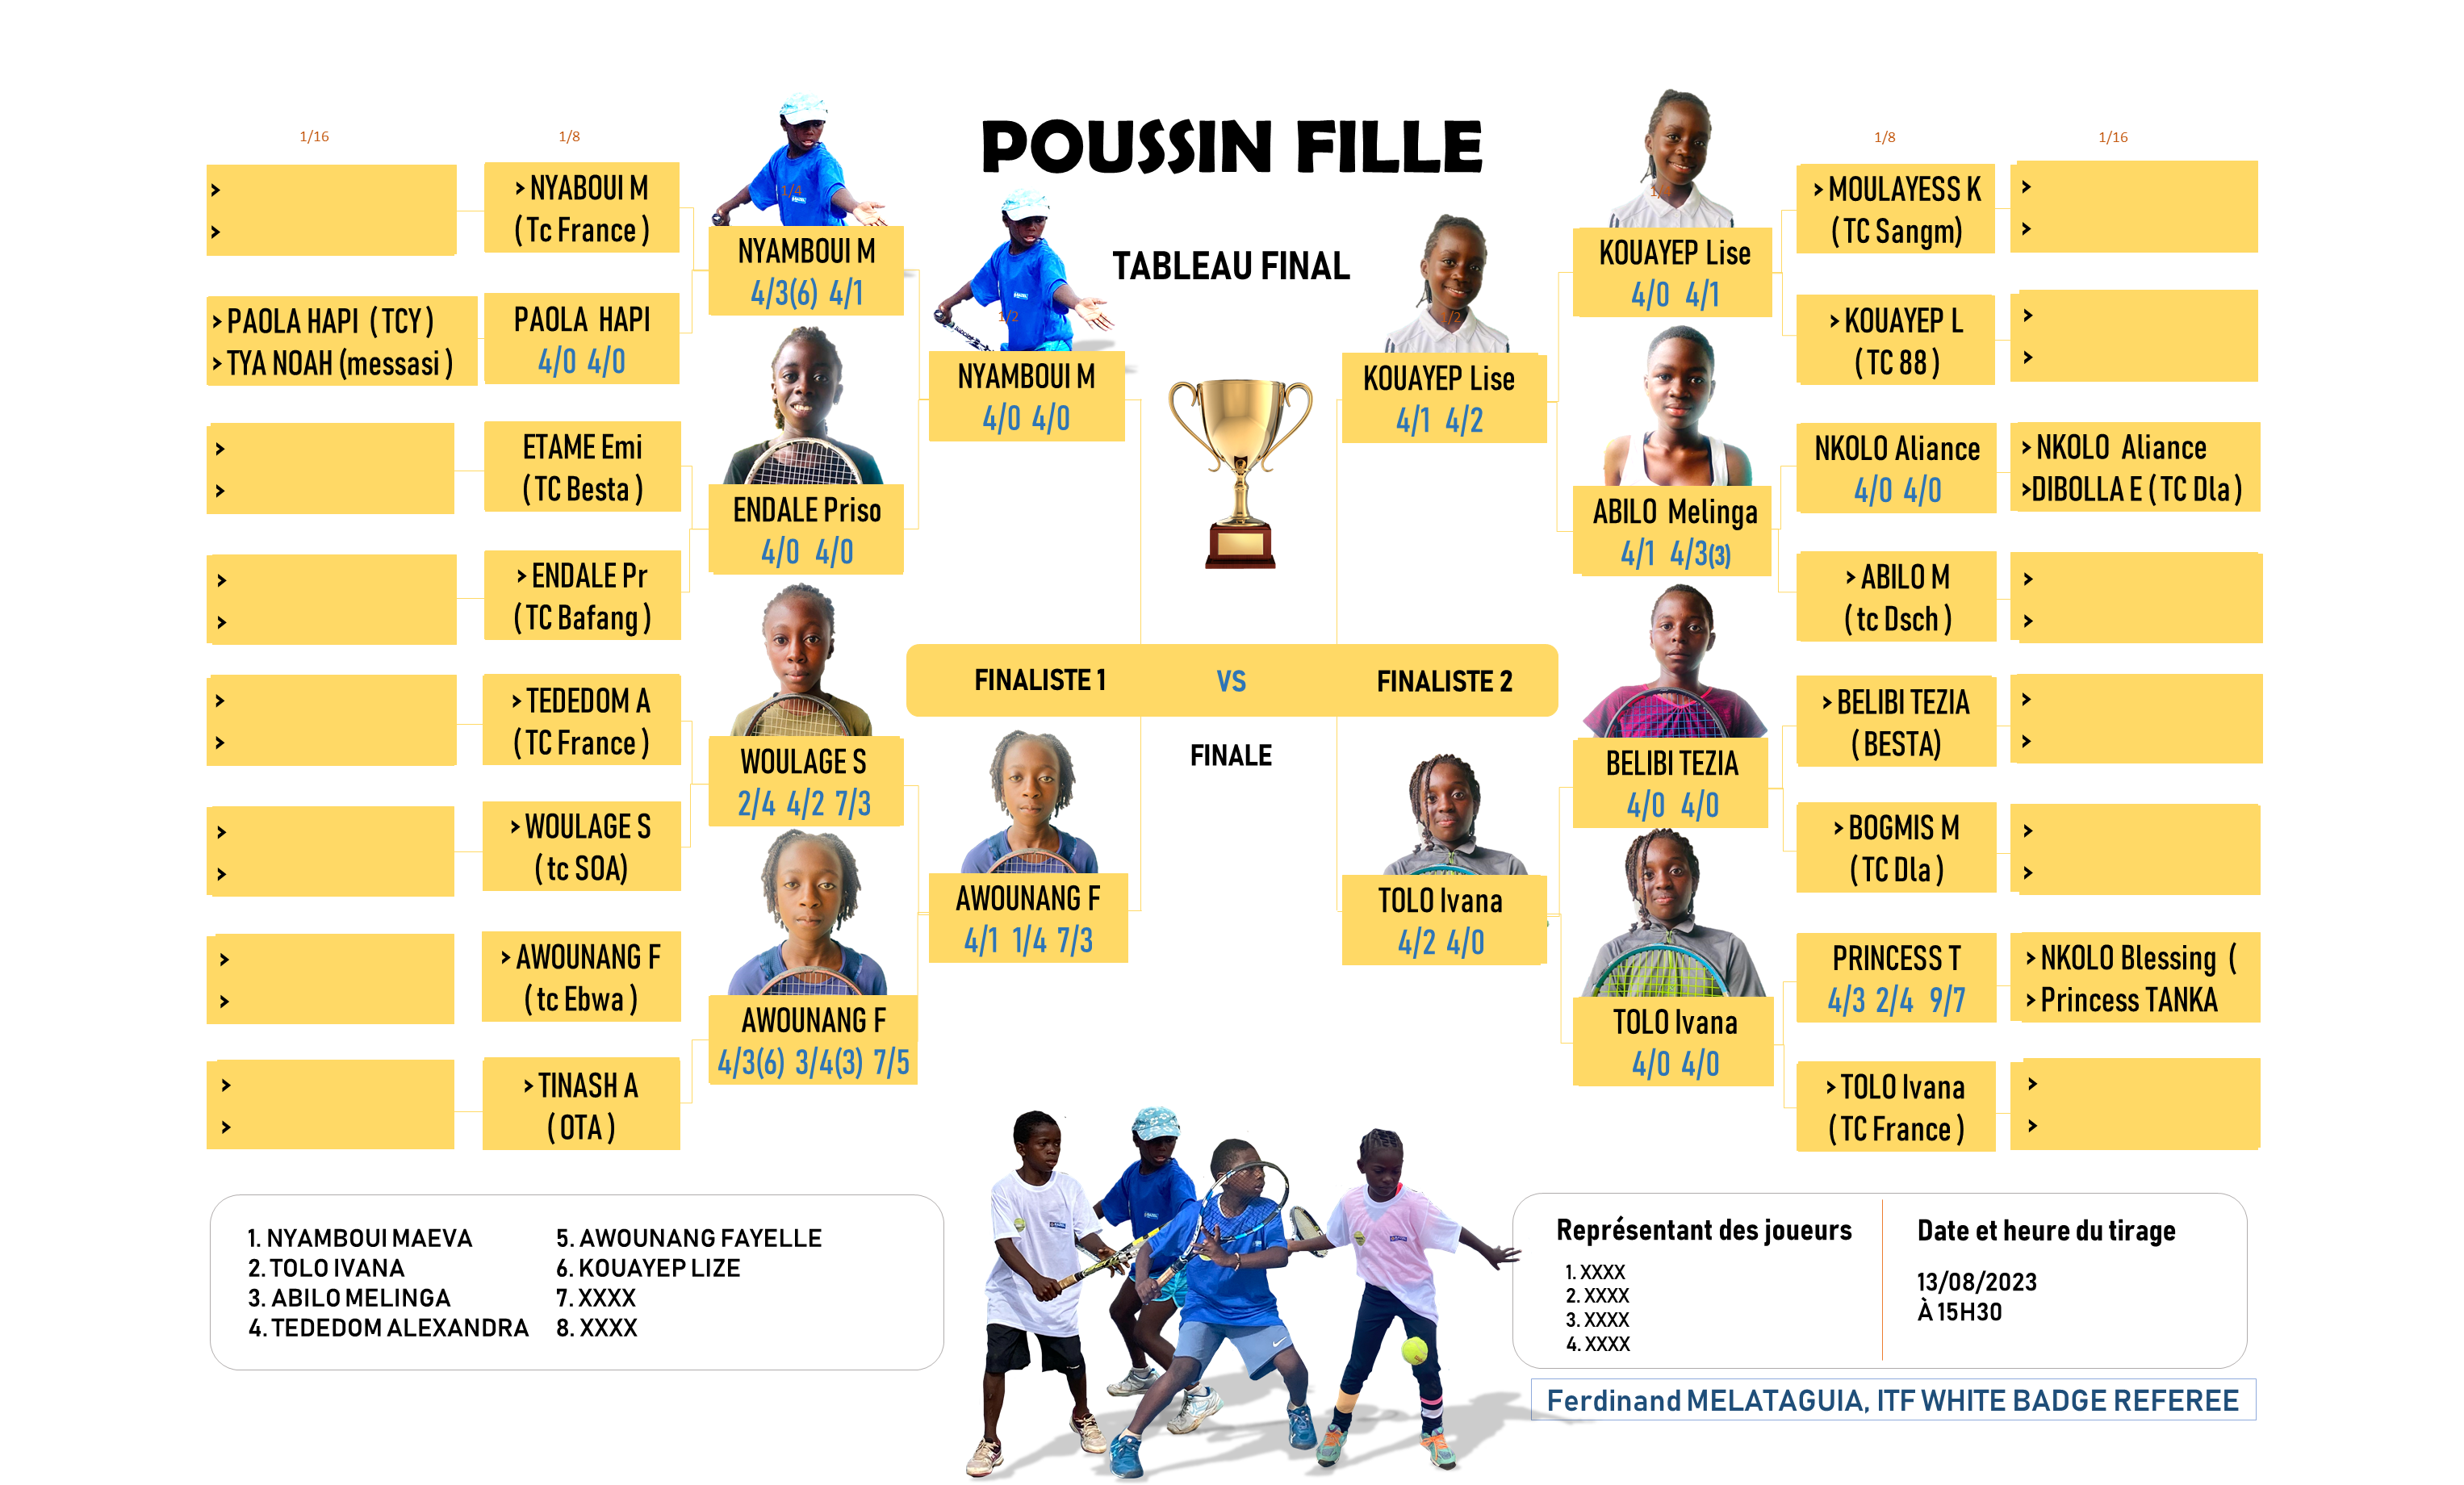 POUSSIN FILLE
TABLEAU FINAL
1/16
1/8
1/4
1/2
1/2
1/8
1/16
>
>
> PAOLA HAPI ( TCY )
> TYA NOAH (messasi )
>
>
>
>
>
>
>
>
>
>
>
>
> NYABOUI M
( Tc France )
PAOLA HAPI
4/0 4/0
ETAME Emi
( TC Besta )
> ENDALE Pr
( TC Bafang )
> TEDEDOM A
(TC France )
> WOULAGE S
( tc SOA)
> AWOUNANG F
( tc Ebwa )
> TINASH A
( OTA )
NYAMBOUI M
4/3(6) 4/1
ENDALE Priso
4/0 4/0
WOULAGE S
2/4 4/2 7/3
AWOUNANG F
4/3(6) 3/4(3) 7/5
NYAMBOUI M
4/0 4/0
AWOUNANG F
4/1 1/4 7/3
FINALISTE 1 VS FINALISTE 2
FINALE
KOUAYEP Lise
4/1 4/2
TOLO Ivana
4/2 4/0
KOUAYEP Lise
4/0 4/1
ABILO Melinga
4/1 4/3(3)
BELIBI TEZIA
4/0 4/0
TOLO Ivana
4/0 4/0
> MOULAYESS K
( TC Sangm)
> KOUAYEP L
( TC 88 )
NKOLO Aliance
4/0 4/0
> ABILO M
( tc Dsch )
> BELIBI TEZIA
( BESTA)
> BOGMIS M
( TC Dla )
PRINCESS T
4/3 2/4 9/7
> TOLO Ivana
( TC France )
>
>
>
>
> NKOLO Aliance
>DIBOLLA E ( TC Dla )
>
>
>
>
>
>
> NKOLO Blessing (
> Princess TANKA
>
>
1. NYAMBOUI MAEVA
2. TOLO IVANA
3. ABILO MELINGA
4. TEDEDOM ALEXANDRA
5. AWOUNANG FAYELLE
6. KOUAYEP LIZE
7. XXXX
8. XXXX
Représentant des joueurs
1. XXXX
2. XXXX
3. XXXX
4. XXXX
Date et heure du tirage
13/08/2023
À 15H30
Ferdinand MELATAGUIA, ITF WHITE BADGE REFEREE